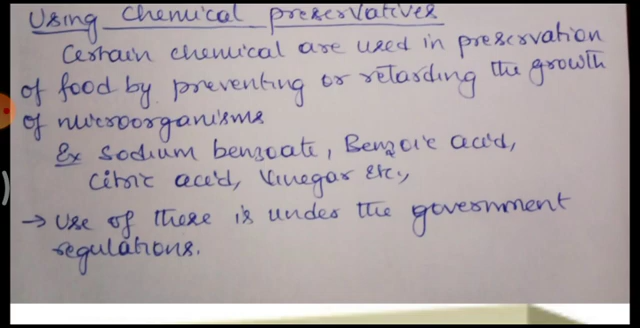 Using Chemical preservatives
Certain chemical are used in preservation
of food by preventing or retarding the growth
of microorganisms
Ex Sodium benzoate, Benzoic acid,
Citric acid, Vinegar etc.,
→ Use of these is under the government
regulations.